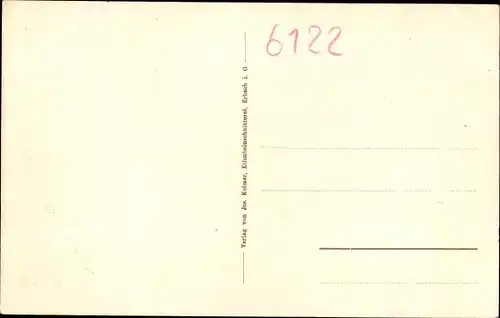 6122
Verlag von Jos. Kolmer, Elfenbeinschnitzerei, Erbach i. O